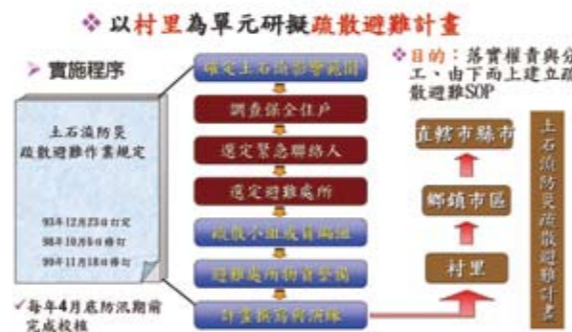 以村里為單元研擬疏散避難計畫
實施程序
土石流防災
疏散避難作業規定
93年12月23日訂定
98年10月6日修訂
99年11月18日修訂
每年4月底防汛期前
完成校核
確定土石流影響範圍
調查保全住戶
選定緊急聯絡人
選定避難處所
疏散小組成員編組
避難處所物資整備
計畫撰寫與演練
目的：落實權責與分
工、由下而上建立疏
散避難SOP
直轄市縣市
鄉鎮市區
村里
土石流防災疏散避難計畫